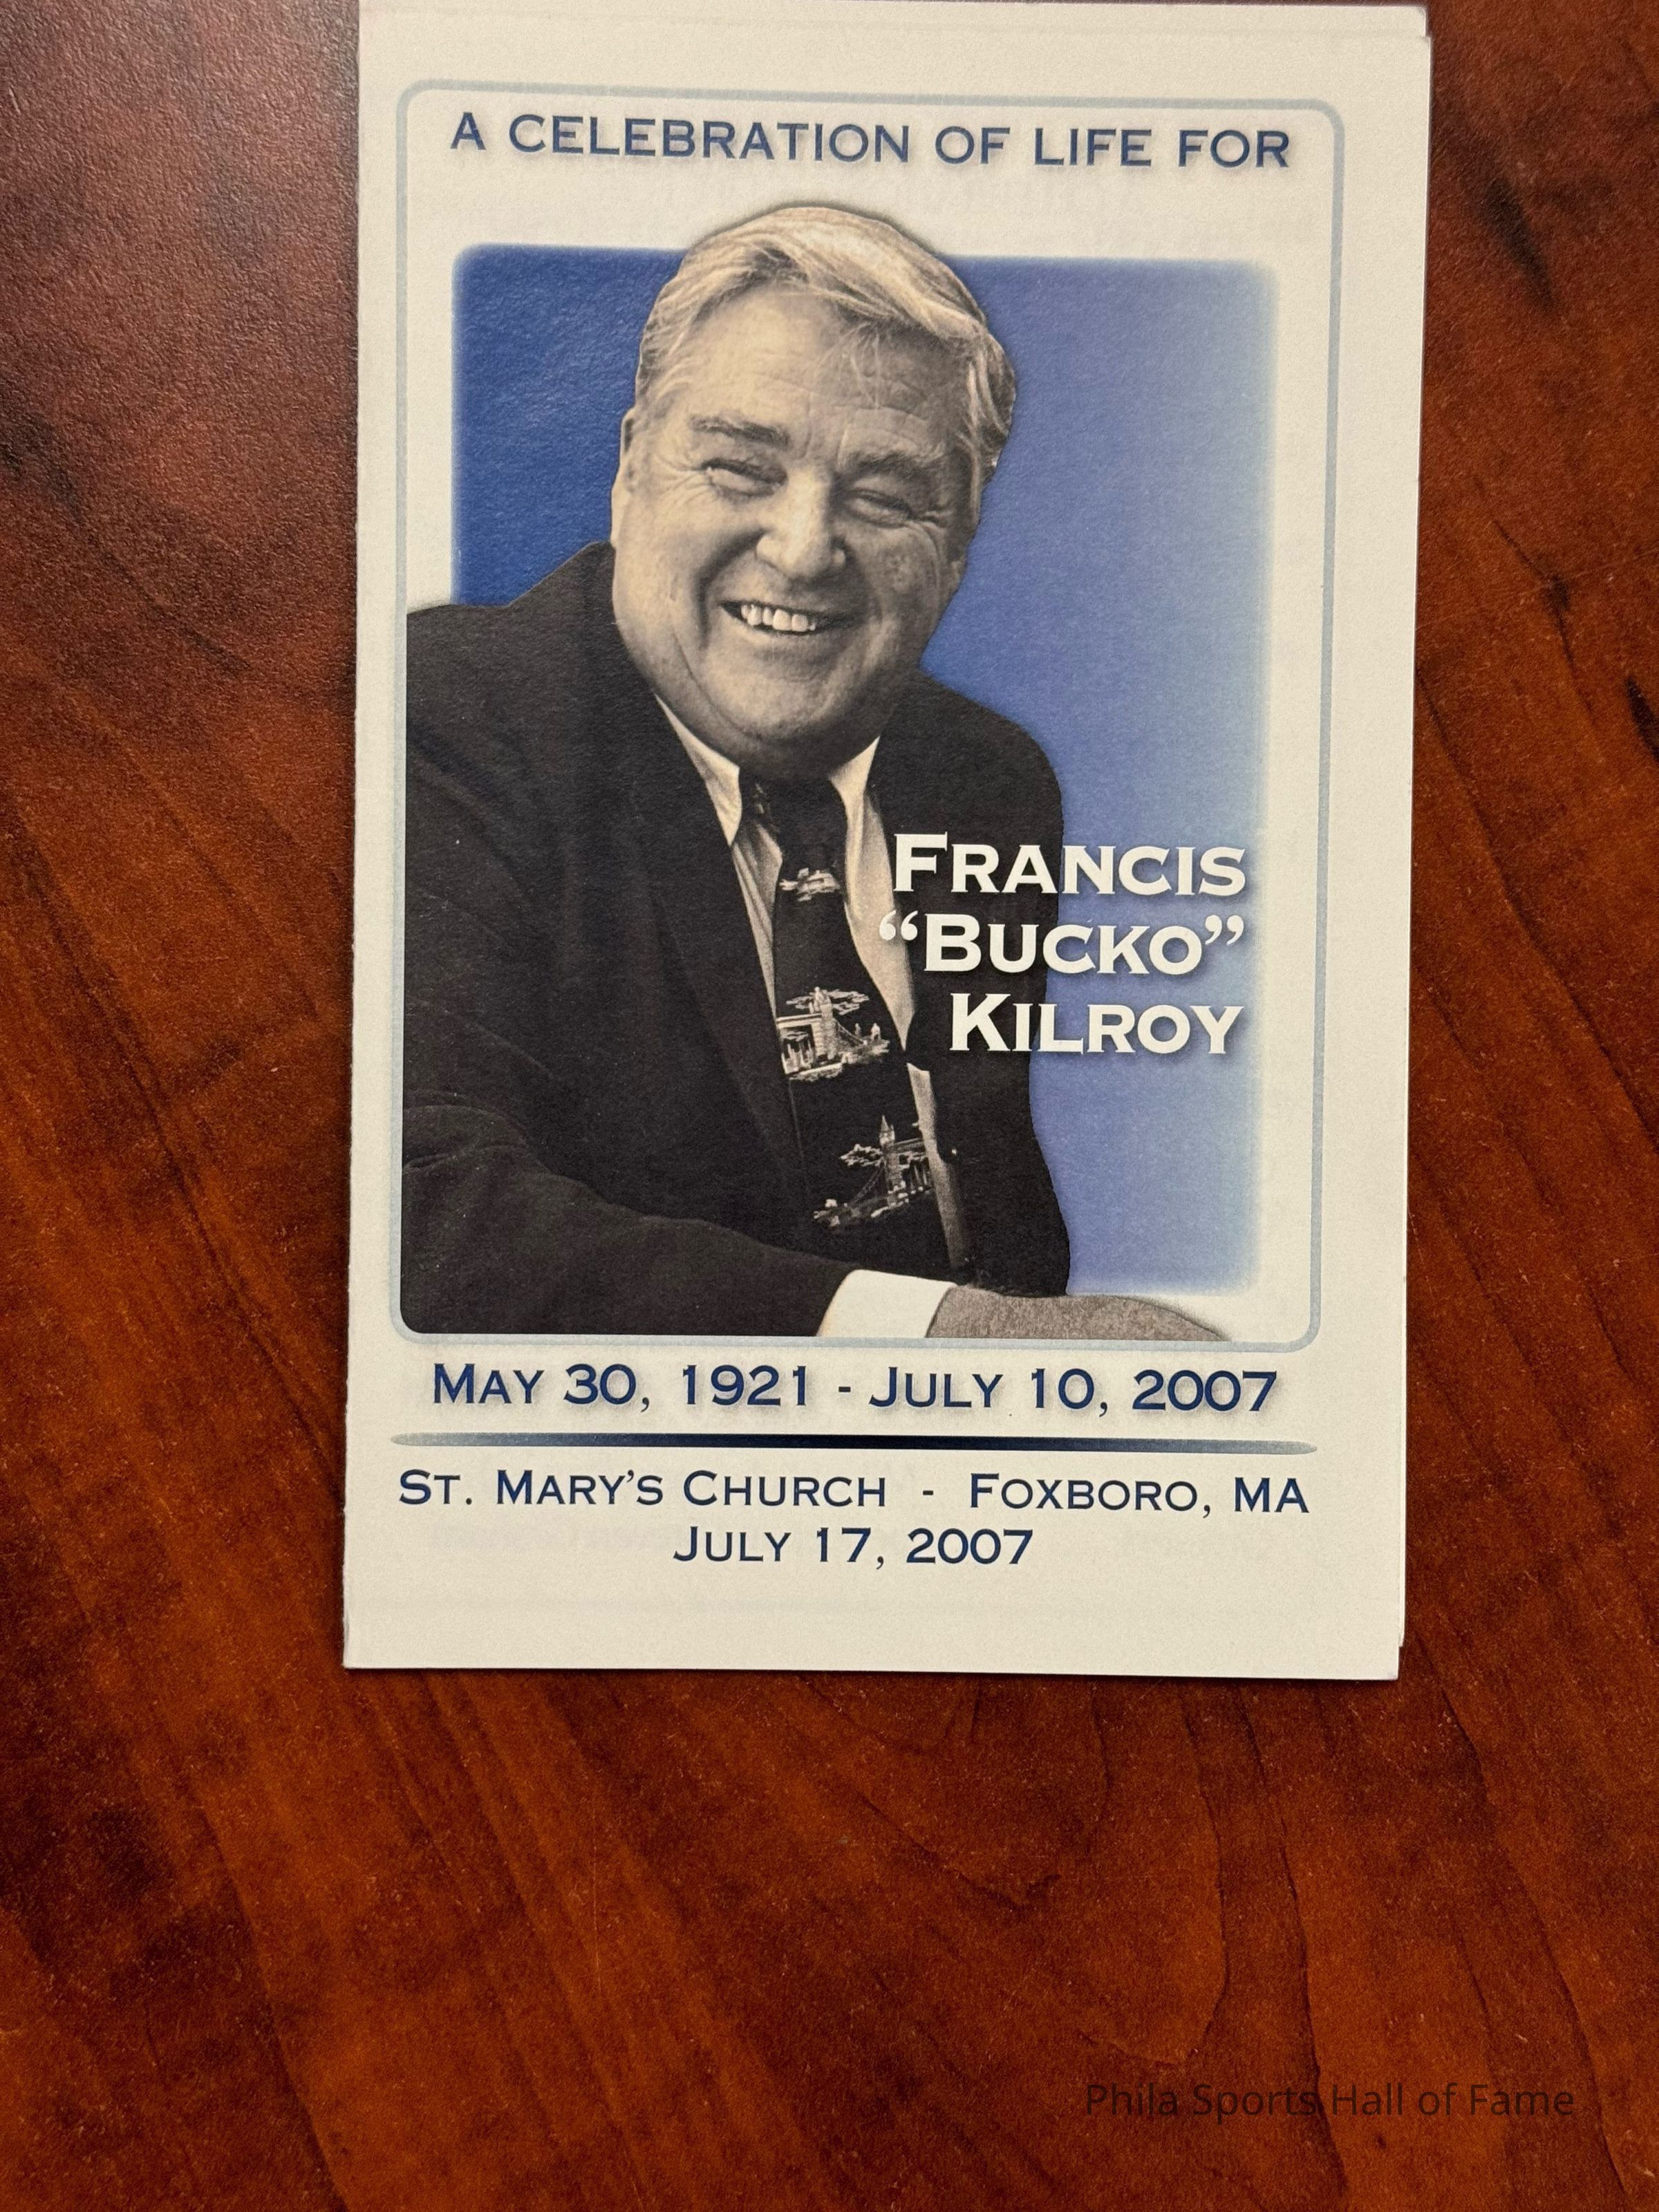 A CELEBRATION OF LIFE FOR
FRANCIS
“BUCKO”
KILROY
MAY 30, 1921 - JULY 10, 2007
ST. MARY’S CHURCH - FOXBORO, MA
JULY 17, 2007
Phila Sports Hall of Fame